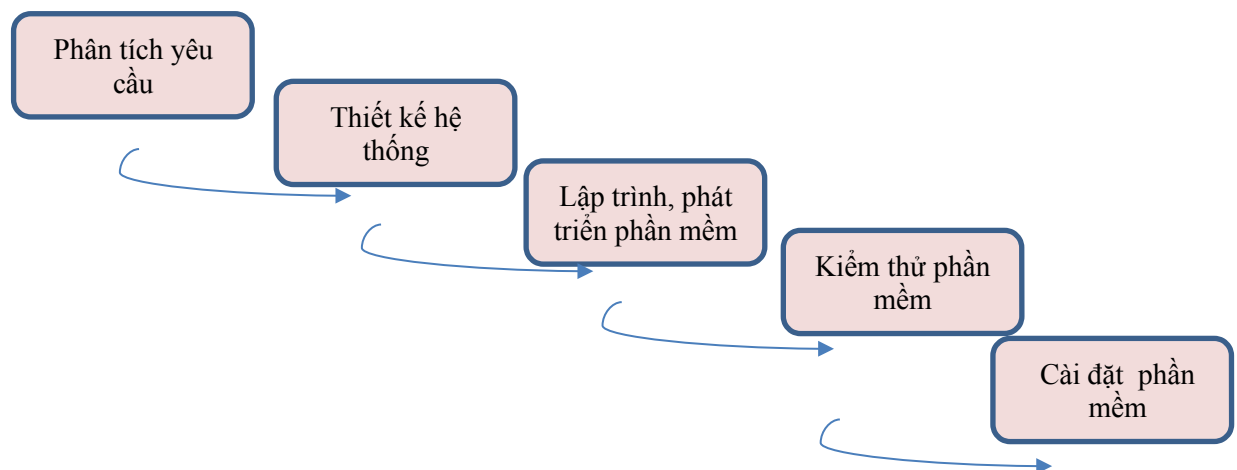 Phân tích yêu
cầu
Thiết kế hệ
thống
Lập trình, phát
triển phần mềm
Kiểm thử phần
mềm
Cài đặt  phần
mềm